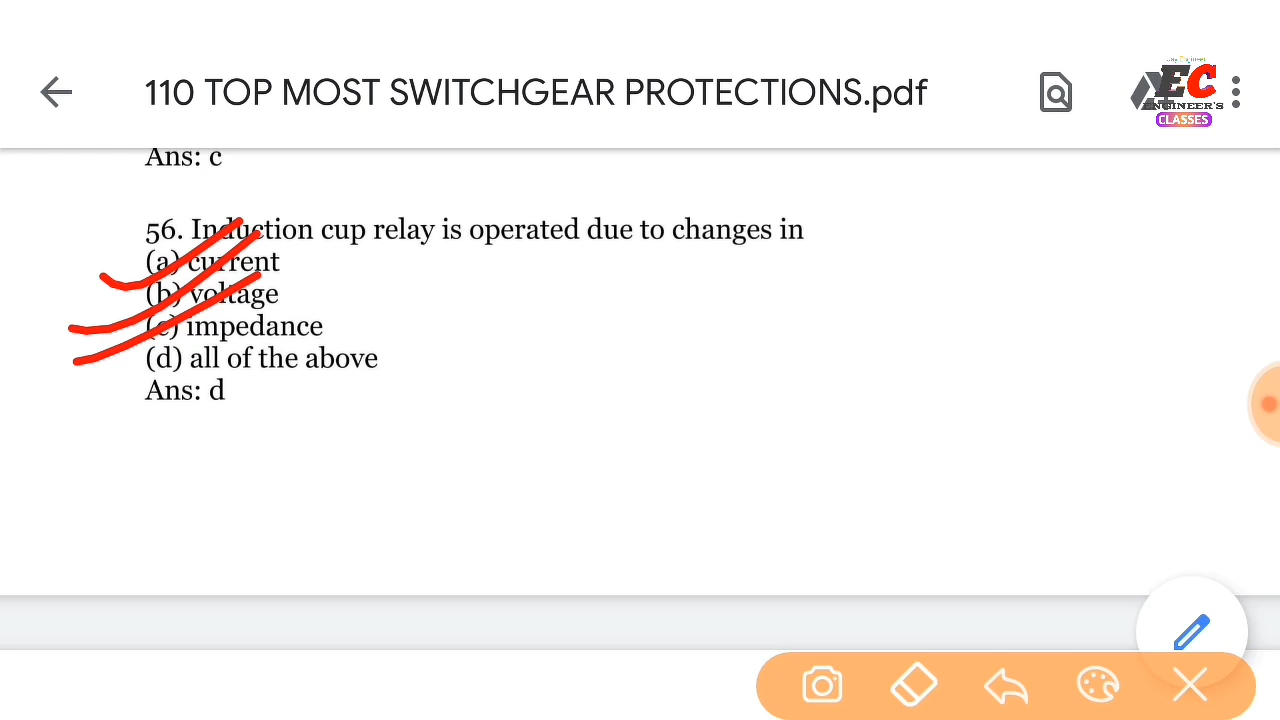 110 TOP MOST SWITCHGEAR PROTECTIONS.pdf
EC
ENGINEER'S
CLASSES
Ans: c
56. Induction cup relay is operated due to changes in
(a) current
(b) voltage
(c) impedance
(d) all of the above
Ans: d